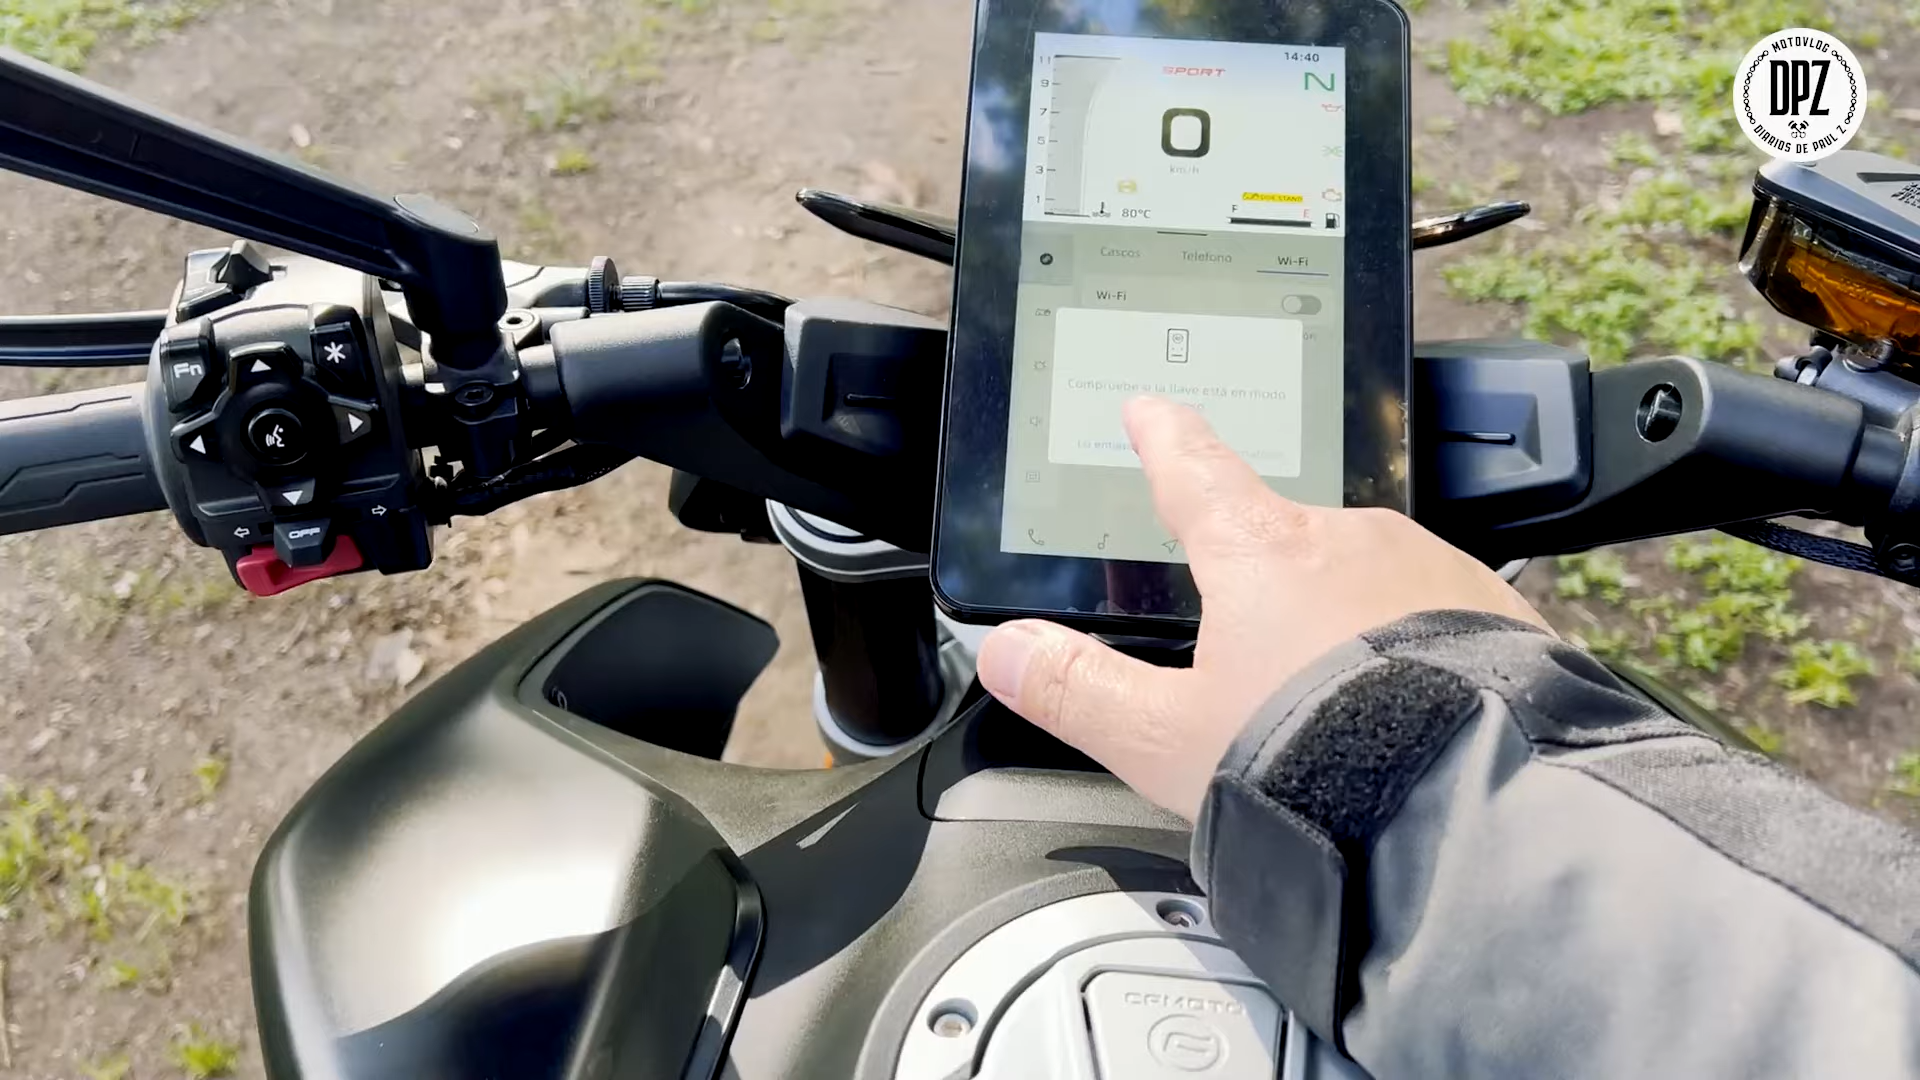 MOTOVLOG
DPZ
DIARIOS DE PAUL Z
14:40
SPORT
N
11
9
7
5
3
1
0
km/h
SIDE STAND
80°C
F
E
Cascos
Teléfono
Wi-Fi
Wi-Fi
Compruebe si la llave está en modo
Lo
Fn
OFF
CFMOTO